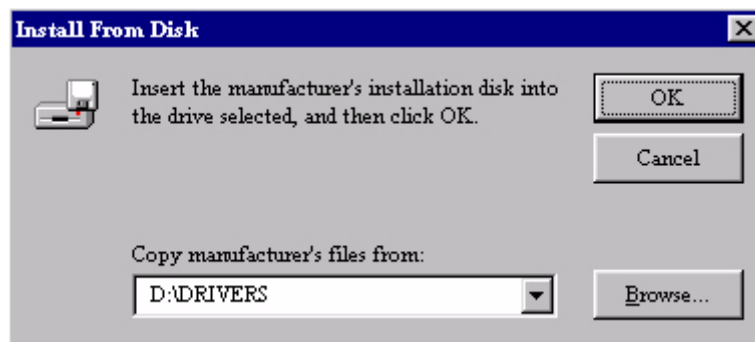 Install From Disk
Insert the manufacturer's installation disk into
the drive selected, and then click OK.
OK
Cancel
Copy manufacturer's files from:
D:\DRIVERS
Browse...